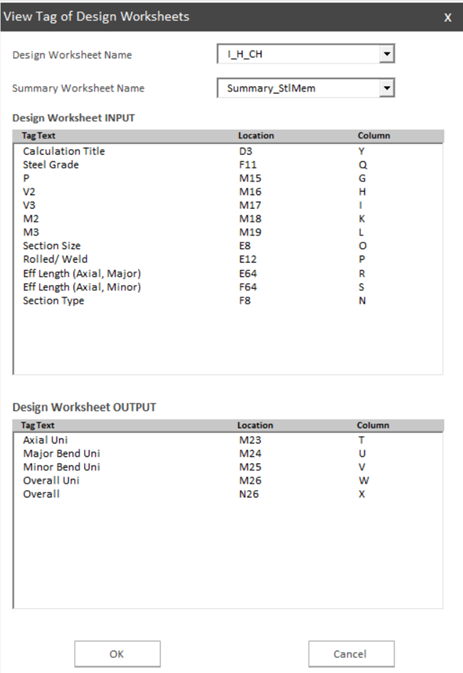 View Tag of Design Worksheets X
Design Worksheet Name I_H_CH
Summary Worksheet Name Summary_StlMem
Design Worksheet INPUT
Tag Text Location Column
Calculation Title D3 Y
Steel Grade F11 Q
P M15 G
V2 M16 H
V3 M17 I
M2 M18 K
M3 M19 L
Section Size E8 O
Rolled/ Weld E12 P
Eff Length (Axial, Major) E64 R
Eff Length (Axial, Minor) F64 S
Section Type F8 N
Design Worksheet OUTPUT
Tag Text Location Column
Axial Uni M23 T
Major Bend Uni M24 U
Minor Bend Uni M25 V
Overall Uni M26 W
Overall N26 X
OK Cancel